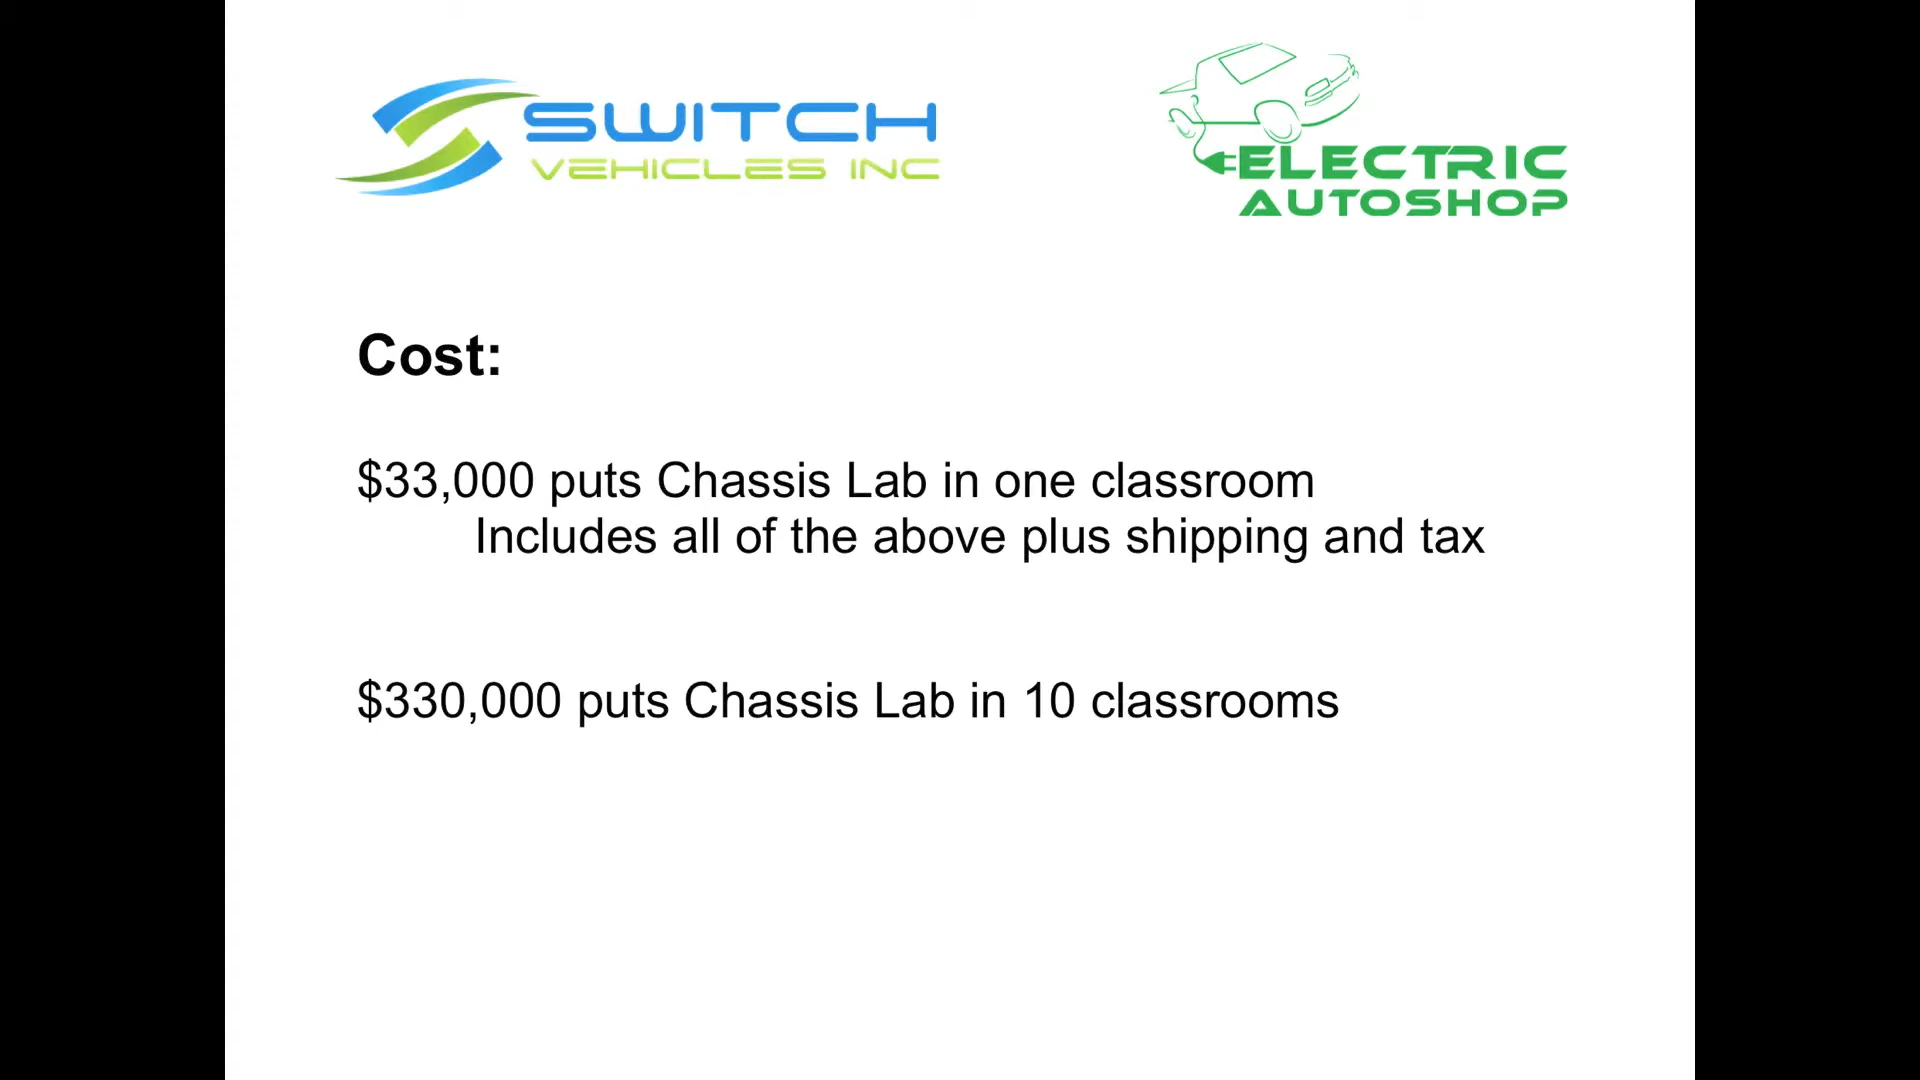 SWITCH
VEHICLES INC
ELECTRIC
AUTOSHOP
Cost:
$33,000 puts Chassis Lab in one classroom
Includes all of the above plus shipping and tax
$330,000 puts Chassis Lab in 10 classrooms